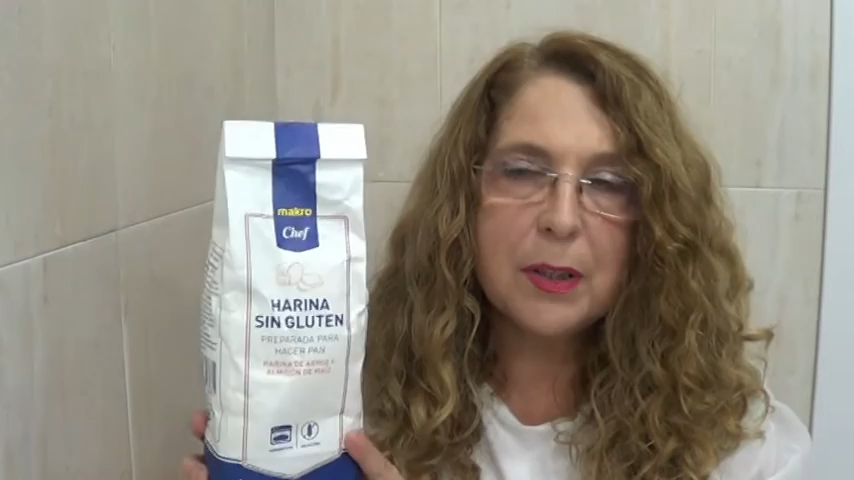 makro
Chef
HARINA
SIN GLUTEN
PREPARADA PARA
HACER PAN
HARINA DE ARROZ Y
ALMIDÓN DE MAÍZ